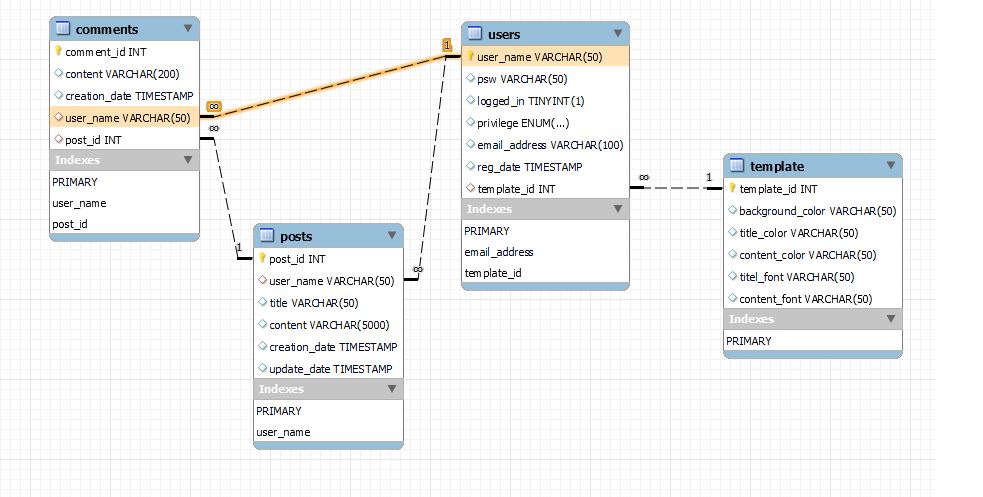 comments
comment_id INT
content VARCHAR(200)
creation_date TIMESTAMP
user_name VARCHAR(50)
post_id INT
Indexes
PRIMARY
user_name
post_id
∞
∞
1
posts
post_id INT
user_name VARCHAR(50)
title VARCHAR(50)
content VARCHAR(5000)
creation_date TIMESTAMP
update_date TIMESTAMP
Indexes
PRIMARY
user_name
∞
1
users
user_name VARCHAR(50)
psw VARCHAR(50)
logged_in TINYINT(1)
privilege ENUM(...)
email_address VARCHAR(100)
reg_date TIMESTAMP
template_id INT
Indexes
PRIMARY
email_address
template_id
∞
1
template
template_id INT
background_color VARCHAR(50)
title_color VARCHAR(50)
content_color VARCHAR(50)
titel_font VARCHAR(50)
content_font VARCHAR(50)
Indexes
PRIMARY